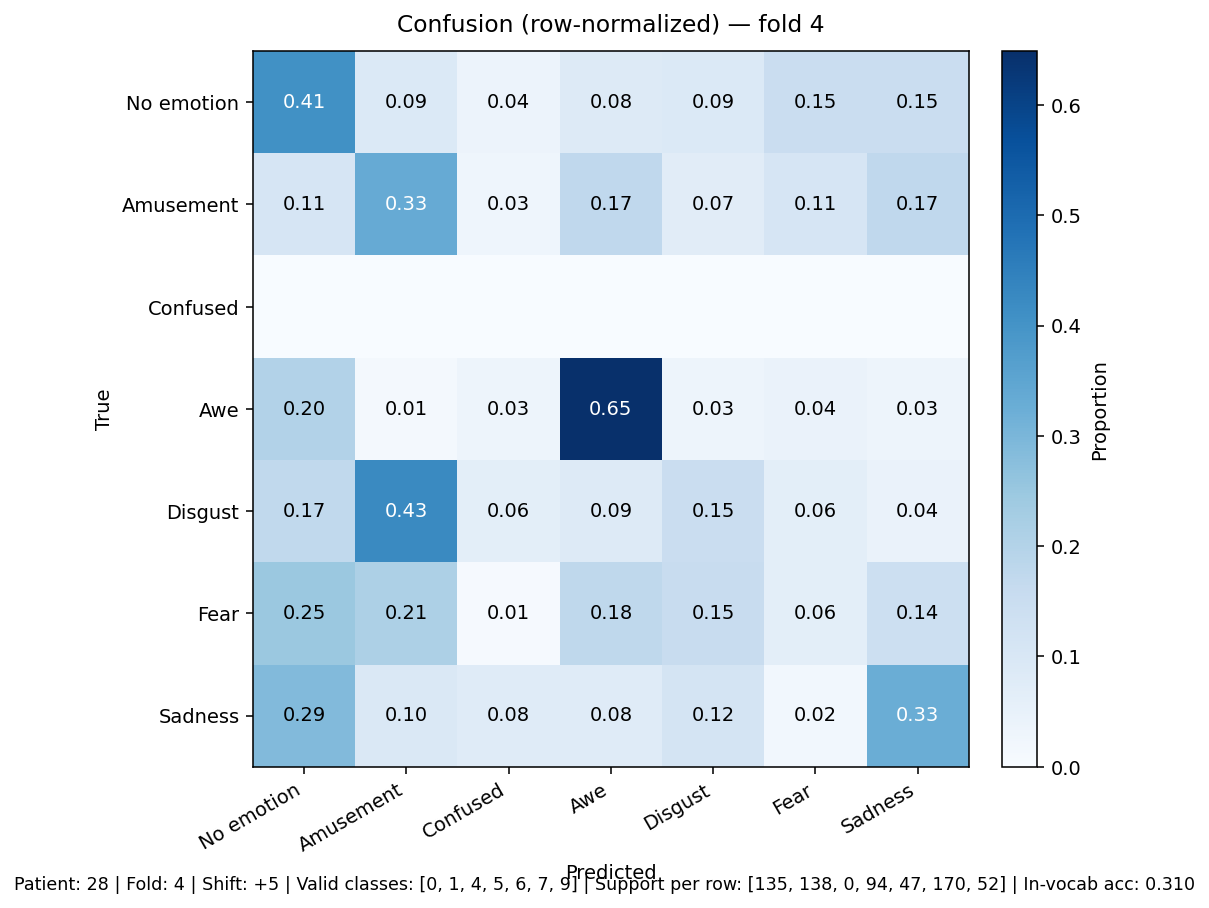 Confusion (row-normalized) — fold 4
No emotion 0.41 0.09 0.04 0.08 0.09 0.15 0.15
Amusement 0.11 0.33 0.03 0.17 0.07 0.11 0.17
Confused
Awe 0.20 0.01 0.03 0.65 0.03 0.04 0.03
Disgust 0.17 0.43 0.06 0.09 0.15 0.06 0.04
Fear 0.25 0.21 0.01 0.18 0.15 0.06 0.14
Sadness 0.29 0.10 0.08 0.08 0.12 0.02 0.33
True
No emotion Amusement Confused Awe Disgust Fear Sadness
Predicted
0.6
0.5
0.4
0.3
0.2
0.1
0.0
Proportion
Patient: 28 | Fold: 4 | Shift: +5 | Valid classes: [0, 1, 4, 5, 6, 7, 9] | Support per row: [135, 138, 0, 94, 47, 170, 52] | In-vocab acc: 0.310